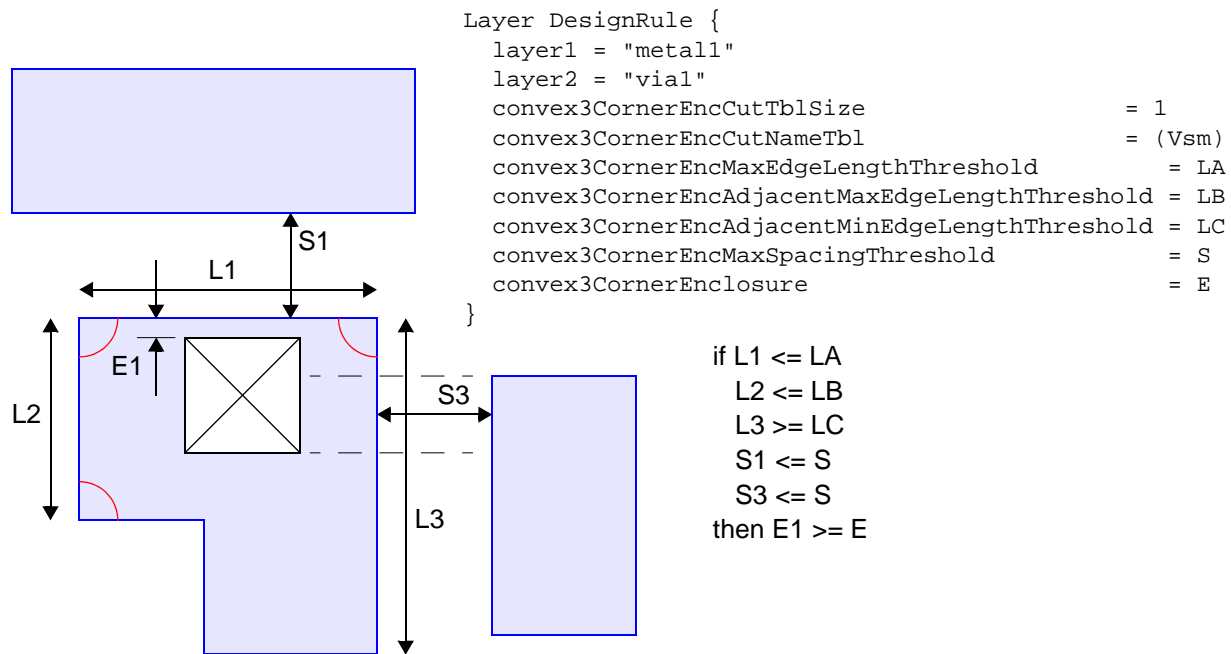 Layer DesignRule {
layer1 = "metal1"
layer2 = "via1"
convex3CornerEncCutTblSize = 1
convex3CornerEncCutNameTbl = (Vsm)
convex3CornerEncMaxEdgeLengthThreshold = LA
convex3CornerEncAdjacentMaxEdgeLengthThreshold = LB
convex3CornerEncAdjacentMinEdgeLengthThreshold = LC
convex3CornerEncMaxSpacingThreshold = S
convex3CornerEnclosure = E
}
S1
L1
E1
L2
S3
L3
if L1 <= LA
L2 <= LB
L3 >= LC
S1 <= S
S3 <= S
then E1 >= E